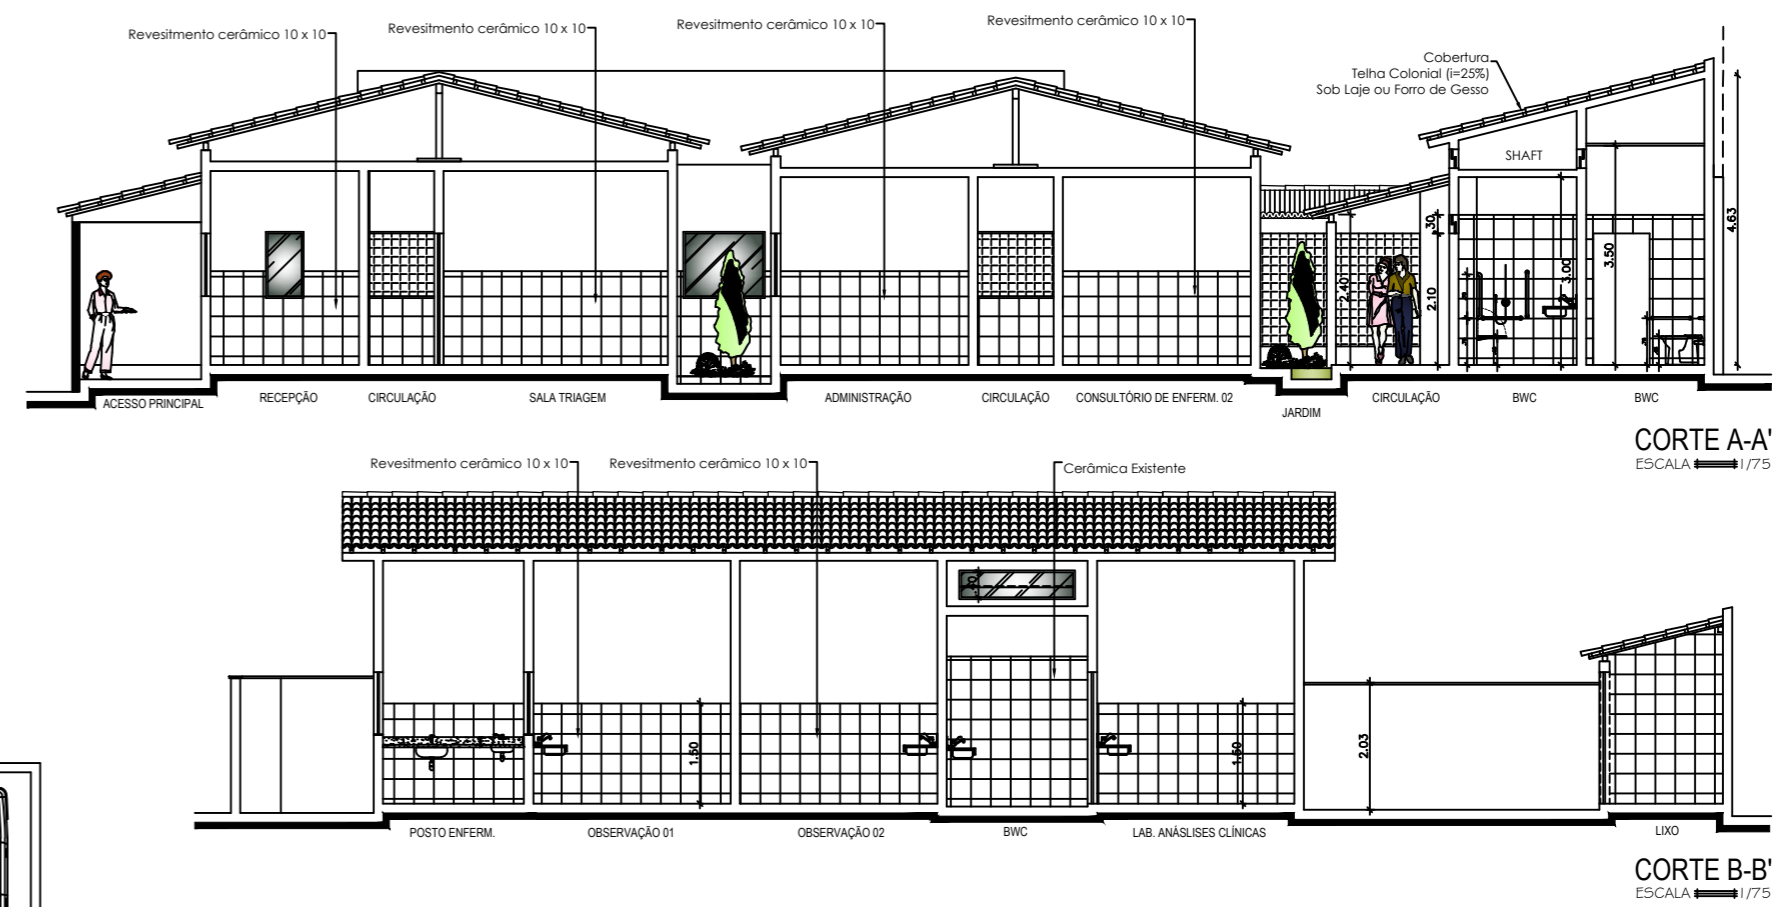 Revesitmento cerâmico 10 x 10
Revesitmento cerâmico 10 x 10
Revesitmento cerâmico 10 x 10
Revesitmento cerâmico 10 x 10
Cobertura
Telha Colonial (i=25%)
Sob Laje ou Forro de Gesso
SHAFT
4.63
3.50
3.00
.30
2.40
2.10
ACESSO PRINCIPAL
RECEPÇÃO
CIRCULAÇÃO
SALA TRIAGEM
ADMINISTRAÇÃO
CIRCULAÇÃO
CONSULTÓRIO DE ENFERM. 02
JARDIM
CIRCULAÇÃO
BWC
BWC
CORTE A-A'
ESCALA 1/75
Revesitmento cerâmico 10 x 10
Revesitmento cerâmico 10 x 10
Cerâmica Existente
1.50
1.50
2.03
POSTO ENFERM.
OBSERVAÇÃO 01
OBSERVAÇÃO 02
BWC
LAB. ANÁSLISES CLÍNICAS
LIXO
CORTE B-B'
ESCALA 1/75